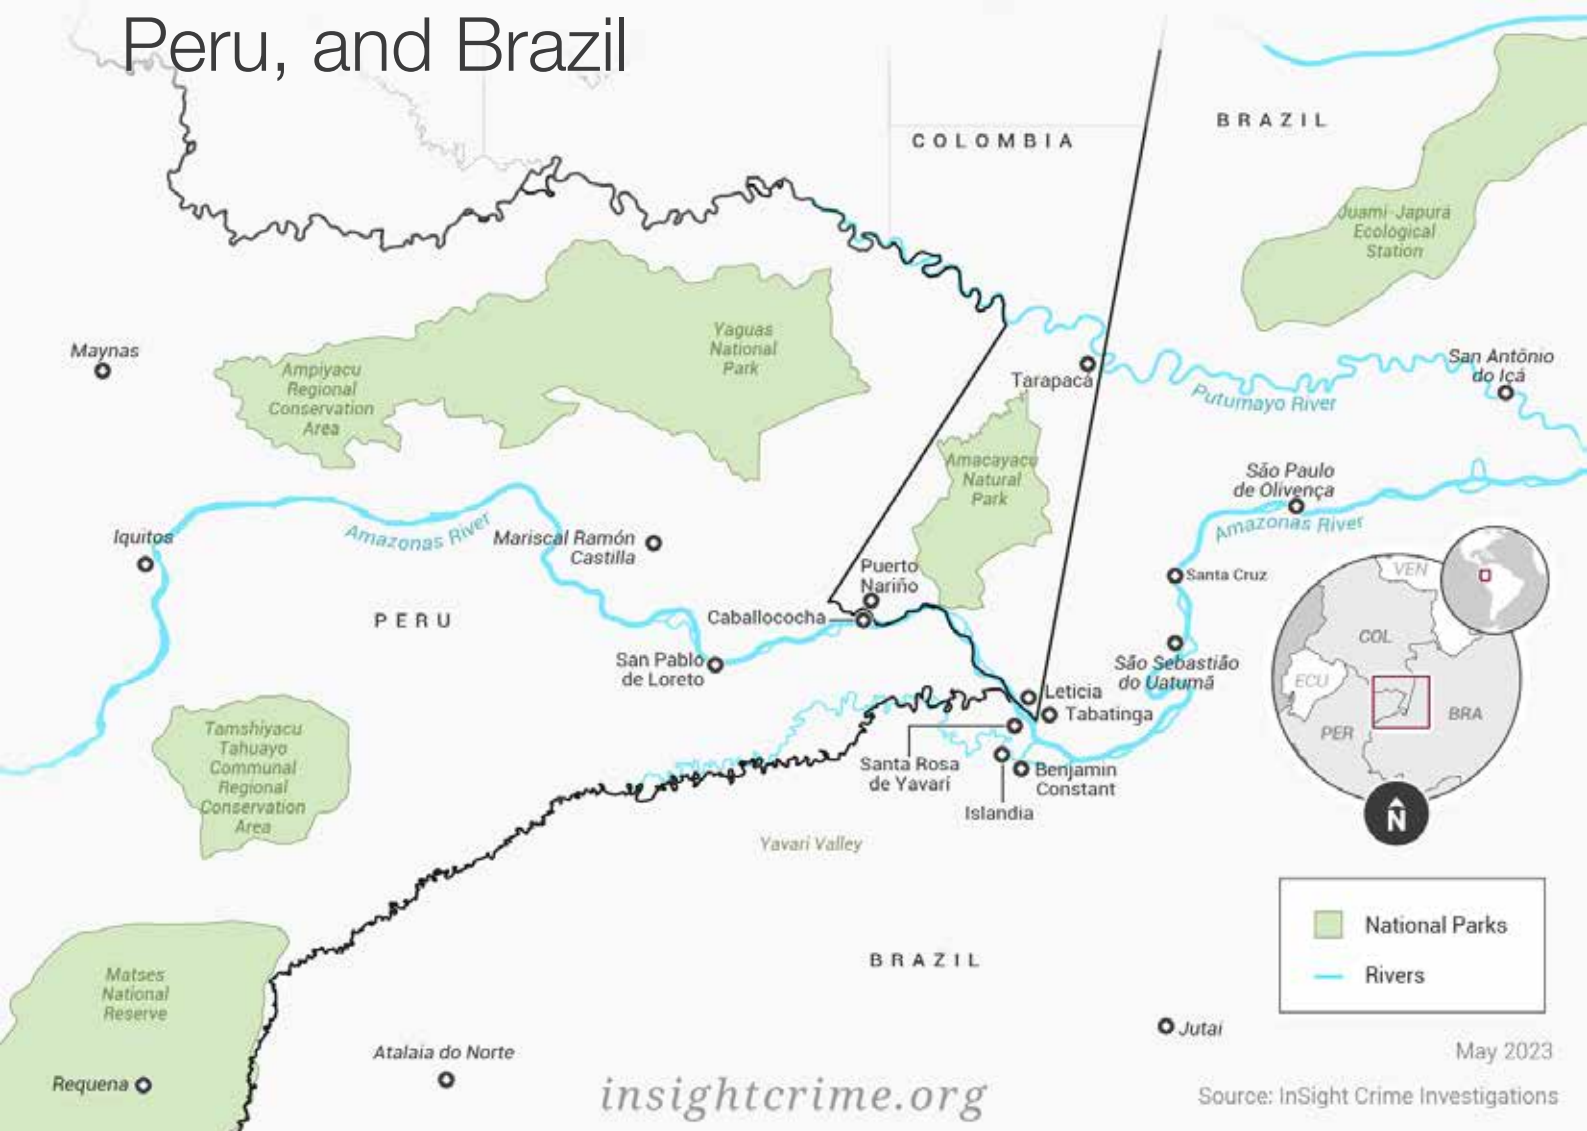 Peru, and Brazil
COLOMBIA
BRAZIL
Juami-Japurá
Ecological
Station
Maynas
Ampiyacu
Regional
Conservation
Area
Yaguas
National
Park
Tarapacá
San Antônio
do Içá
Putumayo River
Amacayacu
Natural
Park
São Paulo
de Olivença
Amazonas River
Iquitos
Amazonas River
Mariscal Ramón
Castilla
Puerto
Nariño
Santa Cruz
PERU
Caballococha
San Pablo
de Loreto
São Sebastião
do Uatumã
Leticia
Tabatinga
Santa Rosa
de Yavarí
Benjamin
Constant
Islandia
Tamshiyacu
Tahuayo
Communal
Regional
Conservation
Area
Yavarí Valley
VEN
COL
ECU
PER
BRA
N
National Parks
Rivers
BRAZIL
Matses
National
Reserve
Requena
Atalaia do Norte
Jutaí
May 2023
insightcrime.org
Source: InSight Crime Investigations